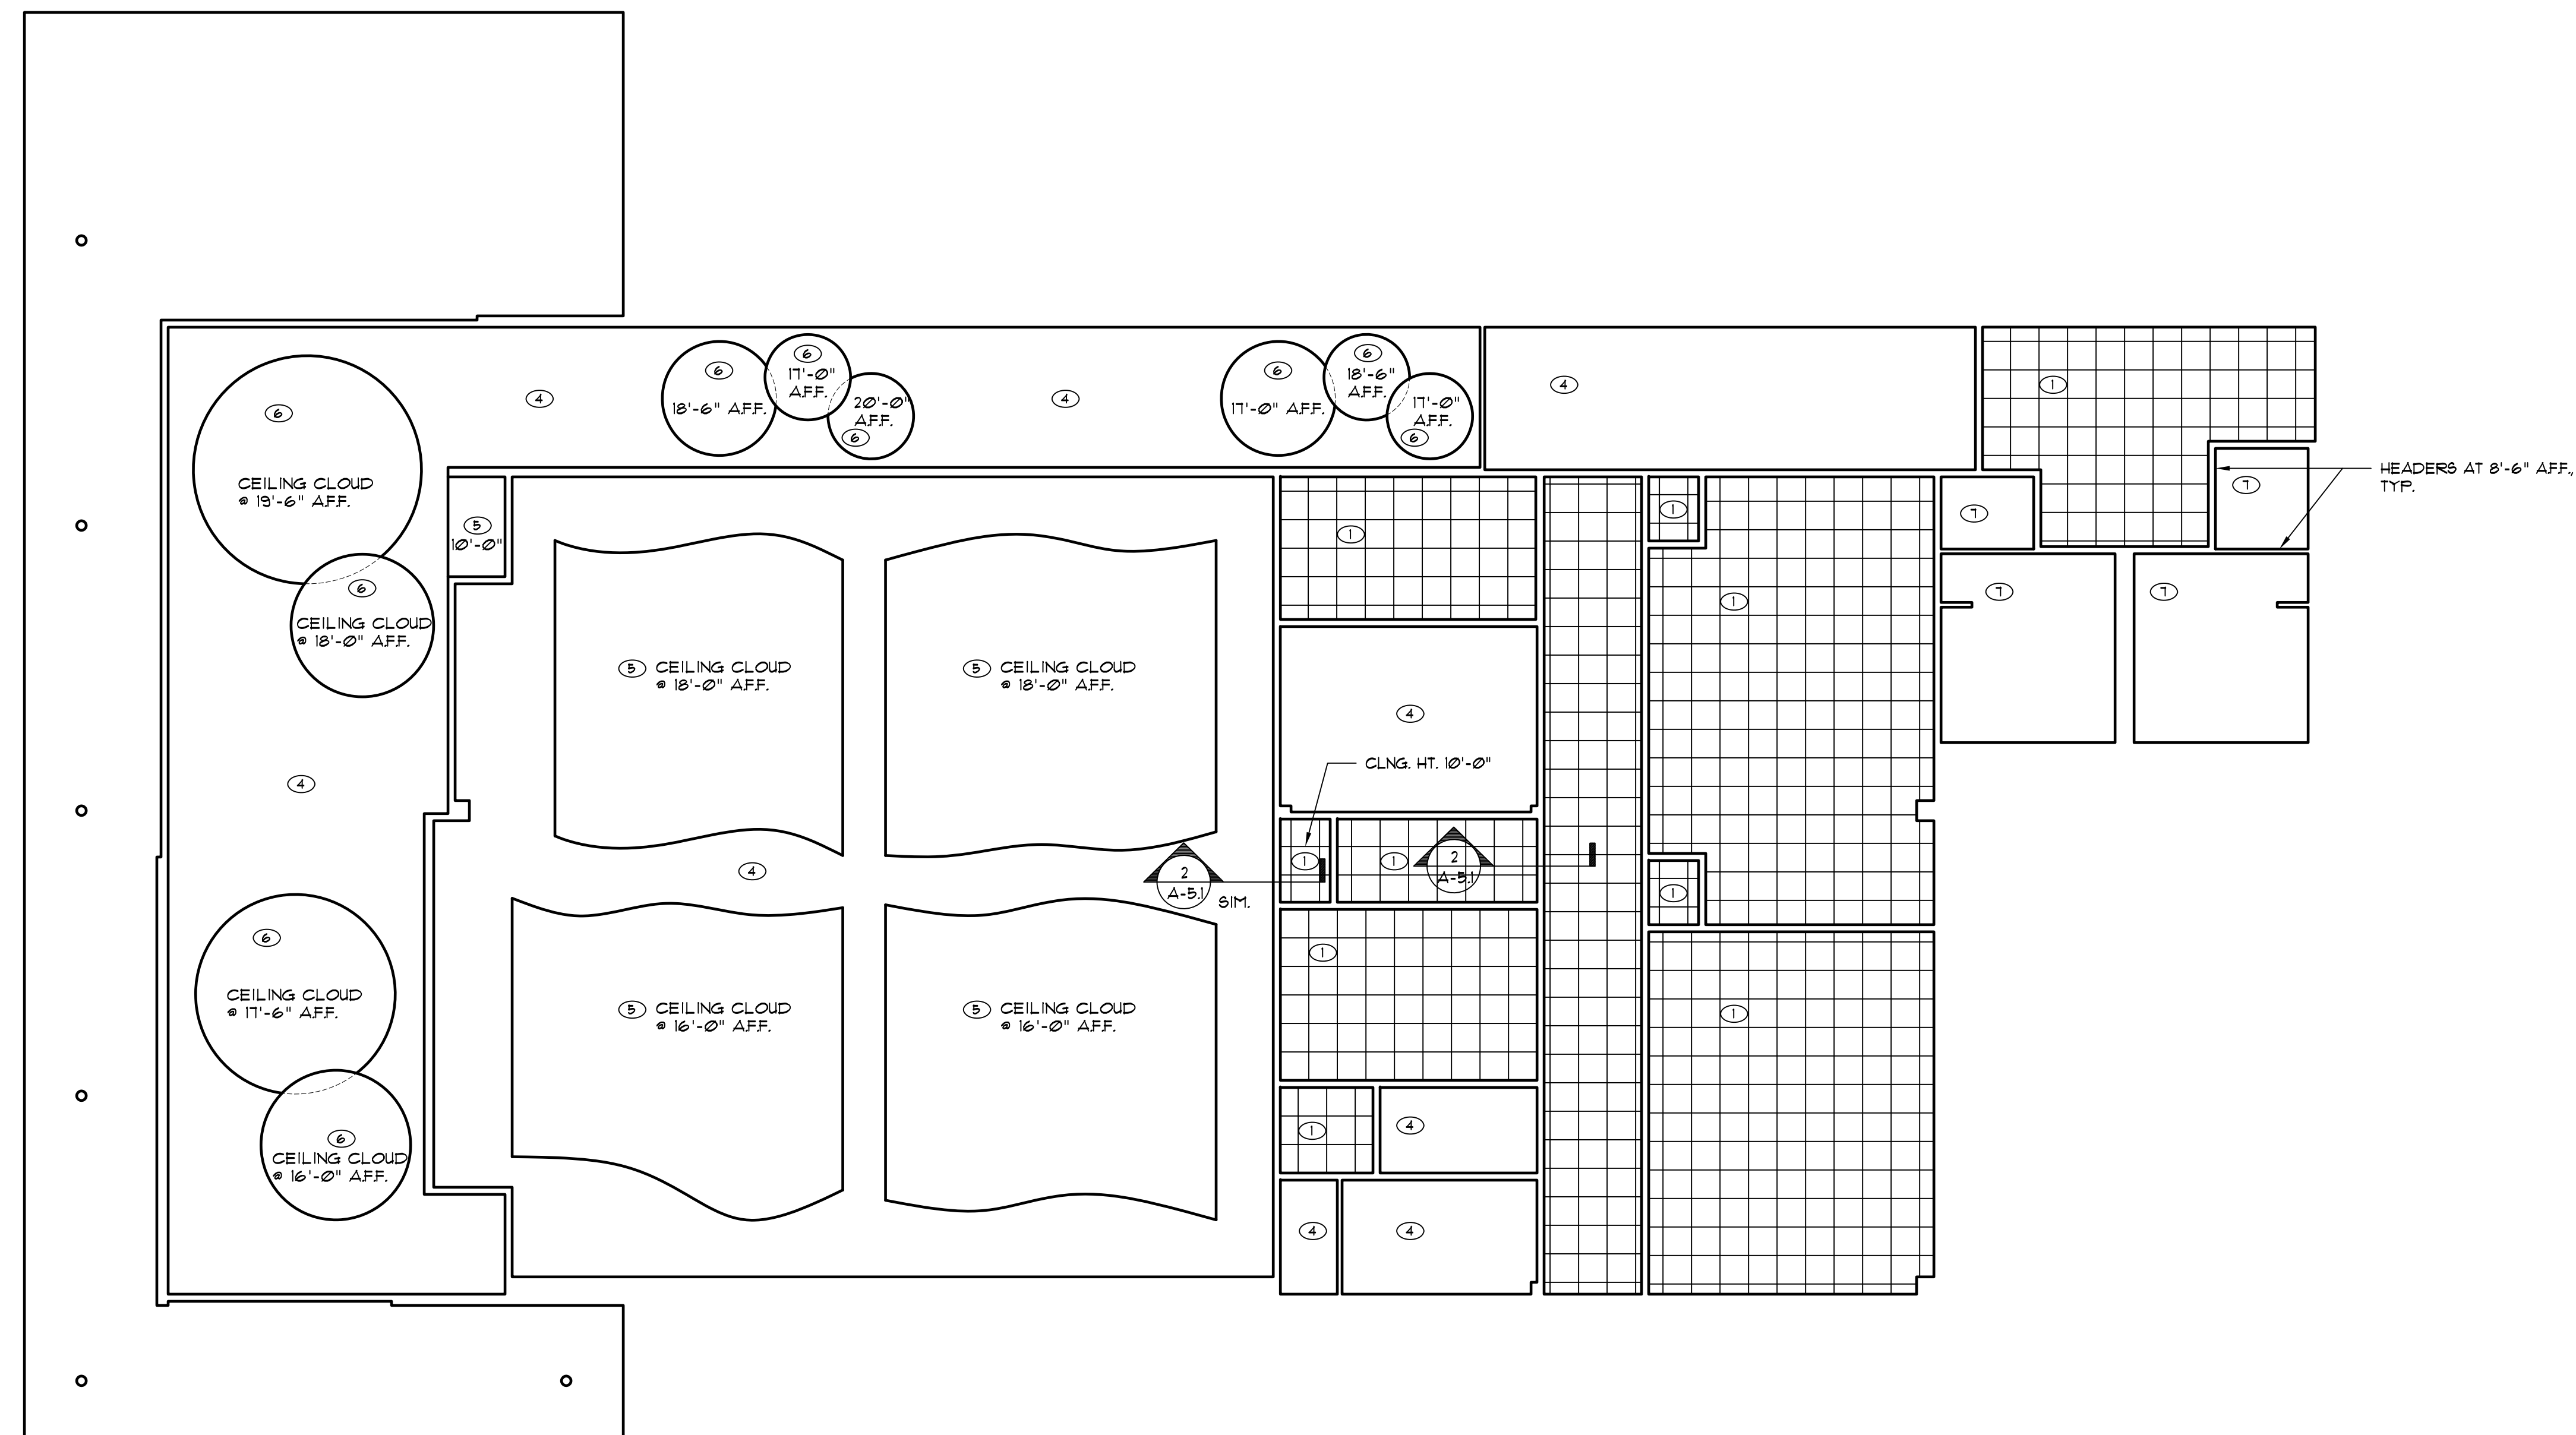 6
17'-0"
A.F.F.
6
18'-6" A.F.F.
20'-0"
A.F.F.
6
6
18'-6"
A.F.F.
6
17'-0" A.F.F.
17'-0"
A.F.F.
6
4
4
4
1
6
CEILING CLOUD
@ 19'-6" A.F.F.
6
CEILING CLOUD
@ 18'-0" A.F.F.
5
10'-0"
HEADERS AT 8'-6" A.F.F.,
TYP.
7
7
7
7
1
1
1
5 CEILING CLOUD
@ 18'-0" A.F.F.
5 CEILING CLOUD
@ 18'-0" A.F.F.
4
CLNG. HT. 10'-0"
4
4
2
A-5.1
SIM.
1
1
2
A-5.1
1
6
CEILING CLOUD
@ 17'-6" A.F.F.
1
5 CEILING CLOUD
@ 16'-0" A.F.F.
5 CEILING CLOUD
@ 16'-0" A.F.F.
1
6
CEILING CLOUD
@ 16'-0" A.F.F.
1
4
4
4